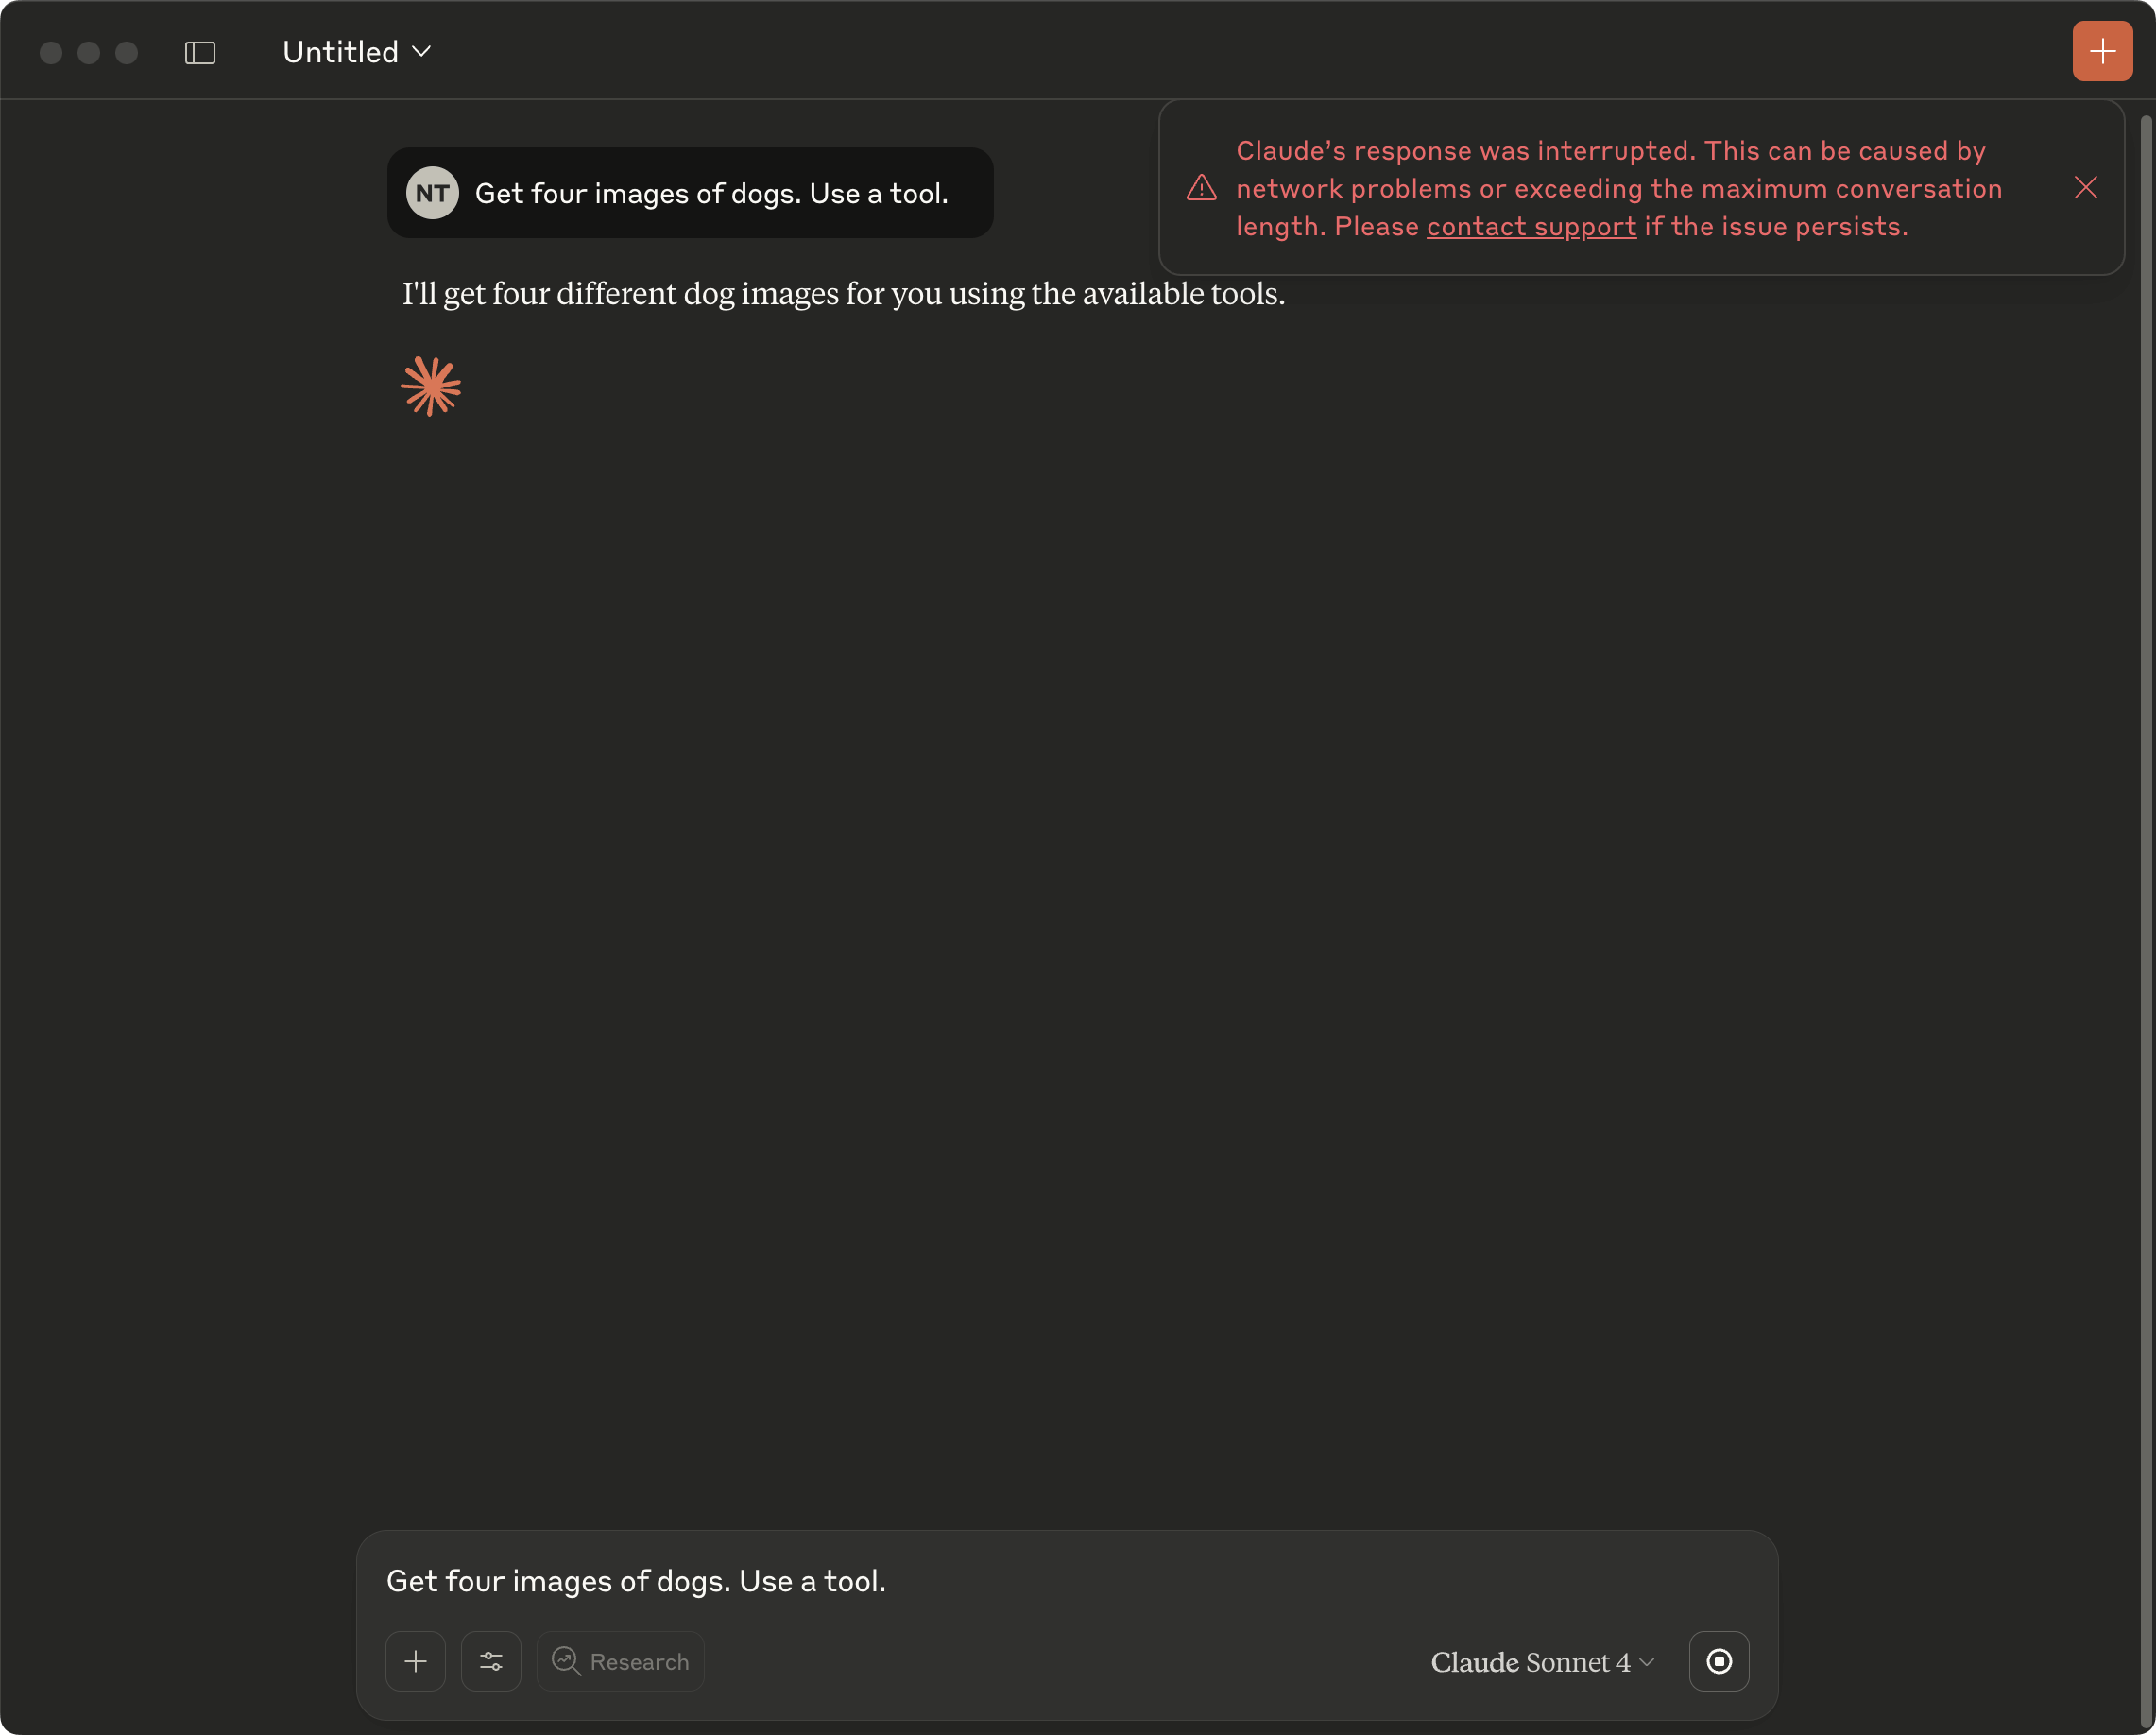 Untitled
Claude’s response was interrupted. This can be caused by
network problems or exceeding the maximum conversation
length. Please contact support if the issue persists.
NT Get four images of dogs. Use a tool.
I'll get four different dog images for you using the available tools.
Get four images of dogs. Use a tool.
Research
Claude Sonnet 4